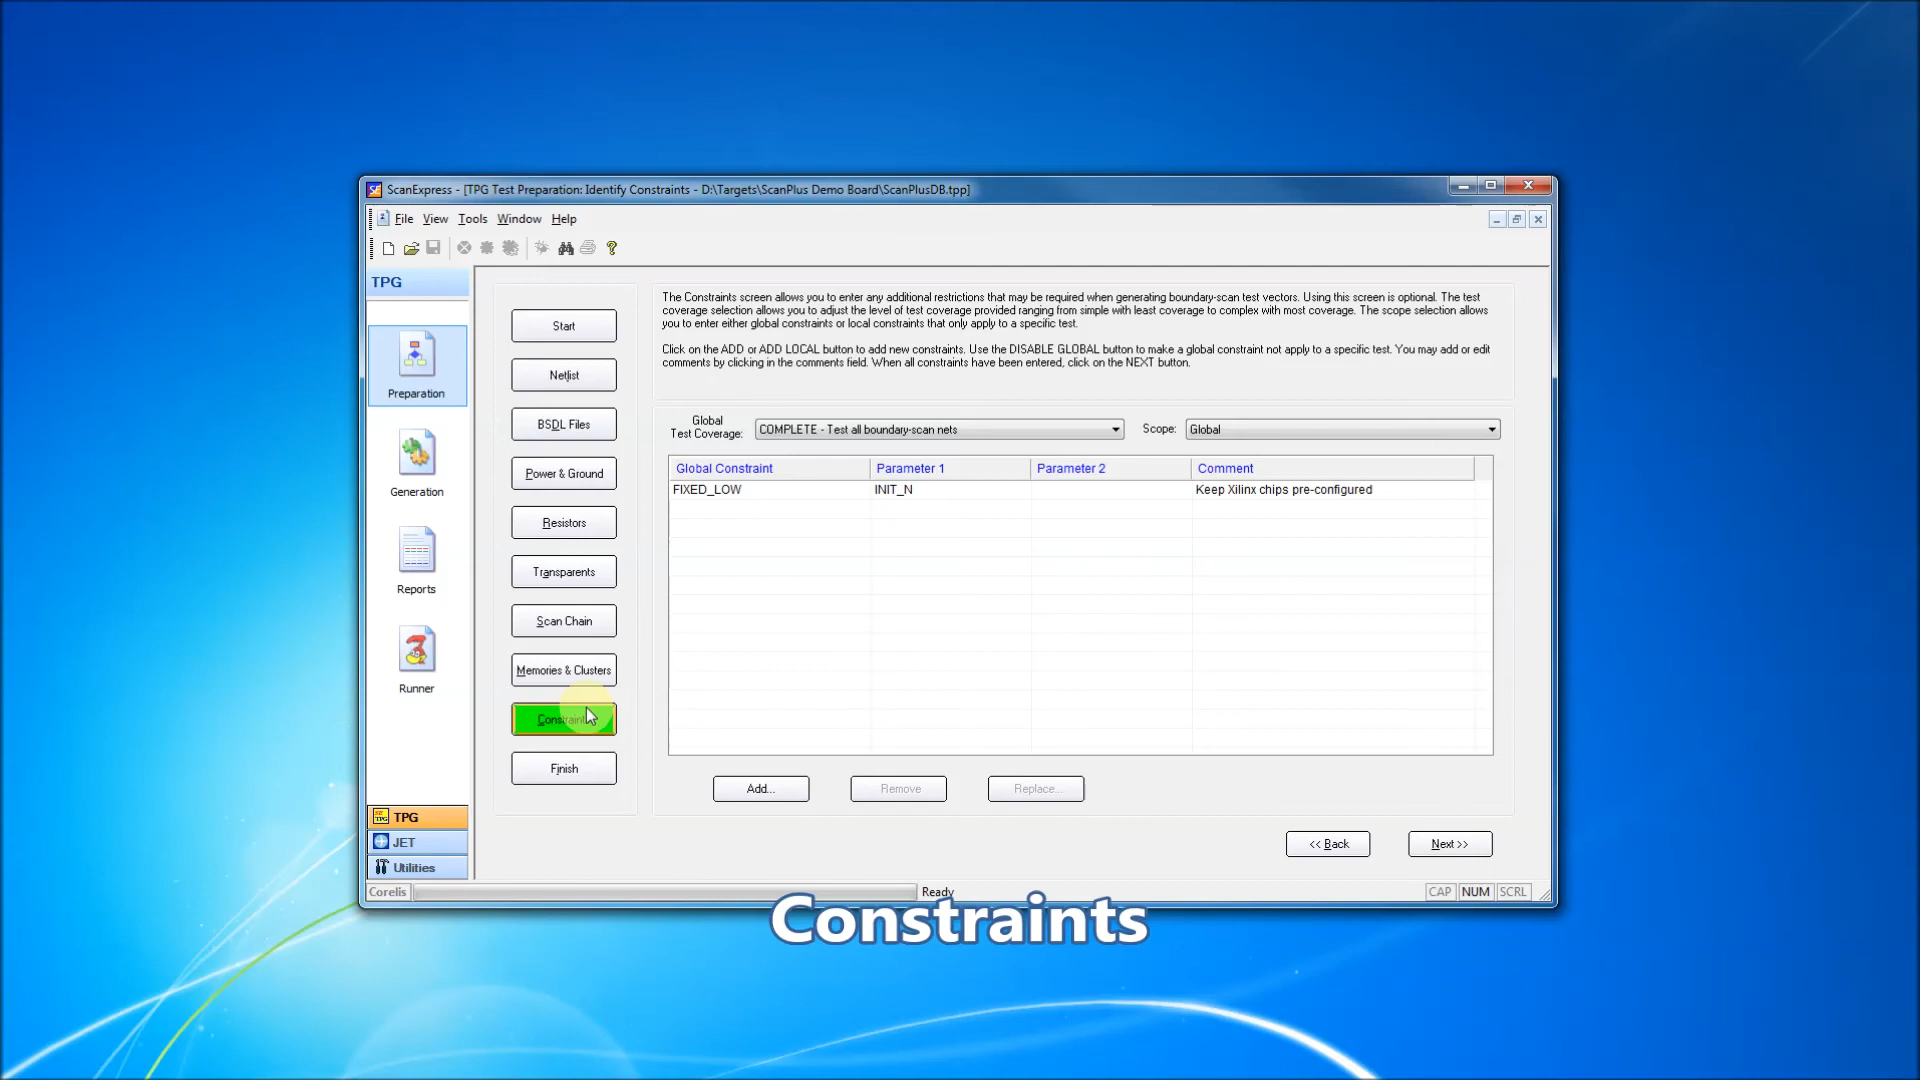 ScanExpress - [TPG Test Preparation: Identify Constraints - D:\Targets\ScanPlus Demo Board\ScanPlusDB.tpp]
File View Tools Window Help
TPG
Preparation
Generation
Reports
Runner
TPG
JET
Utilities
Start
Netlist
BSDL Files
Power & Ground
Resistors
Transparents
Scan Chain
Memories & Clusters
Constraints
Finish
The Constraints screen allows you to enter any additional restrictions that may be required when generating boundary-scan test vectors. Using this screen is optional. The test
coverage selection allows you to adjust the level of test coverage provided ranging from simple with least coverage to complex with most coverage. The scope selection allows
you to enter either global constraints or local constraints that only apply to a specific test.
Click on the ADD or ADD LOCAL button to add new constraints. Use the DISABLE GLOBAL button to make a global constraint not apply to a specific test. You may add or edit
comments by clicking in the comments field. When all constraints have been entered, click on the NEXT button.
Global
Test Coverage: COMPLETE - Test all boundary-scan nets Scope: Global
Global Constraint Parameter 1 Parameter 2 Comment
FIXED_LOW INIT_N Keep Xilinx chips pre-configured
Add... Remove Replace...
<< Back Next >>
Corelis Ready CAP NUM SCRL
Constraints